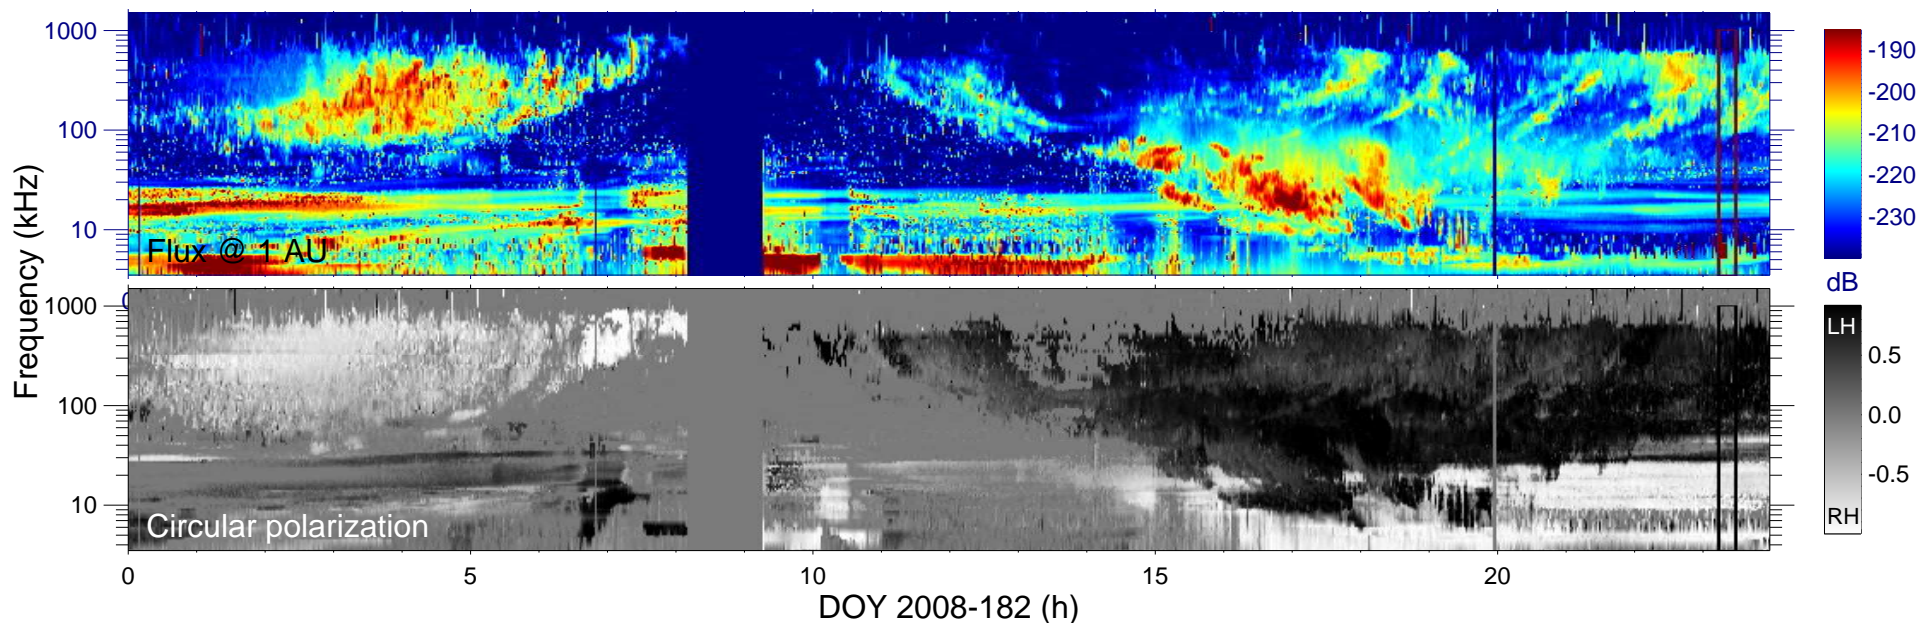 1000
100
10
Flux @ 1 AU
-190
-200
-210
-220
-230
dB
Frequency (kHz)
1000
100
10
Circular polarization
LH
0.5
0.0
-0.5
RH
0 5 10 15 20
DOY 2008-182 (h)